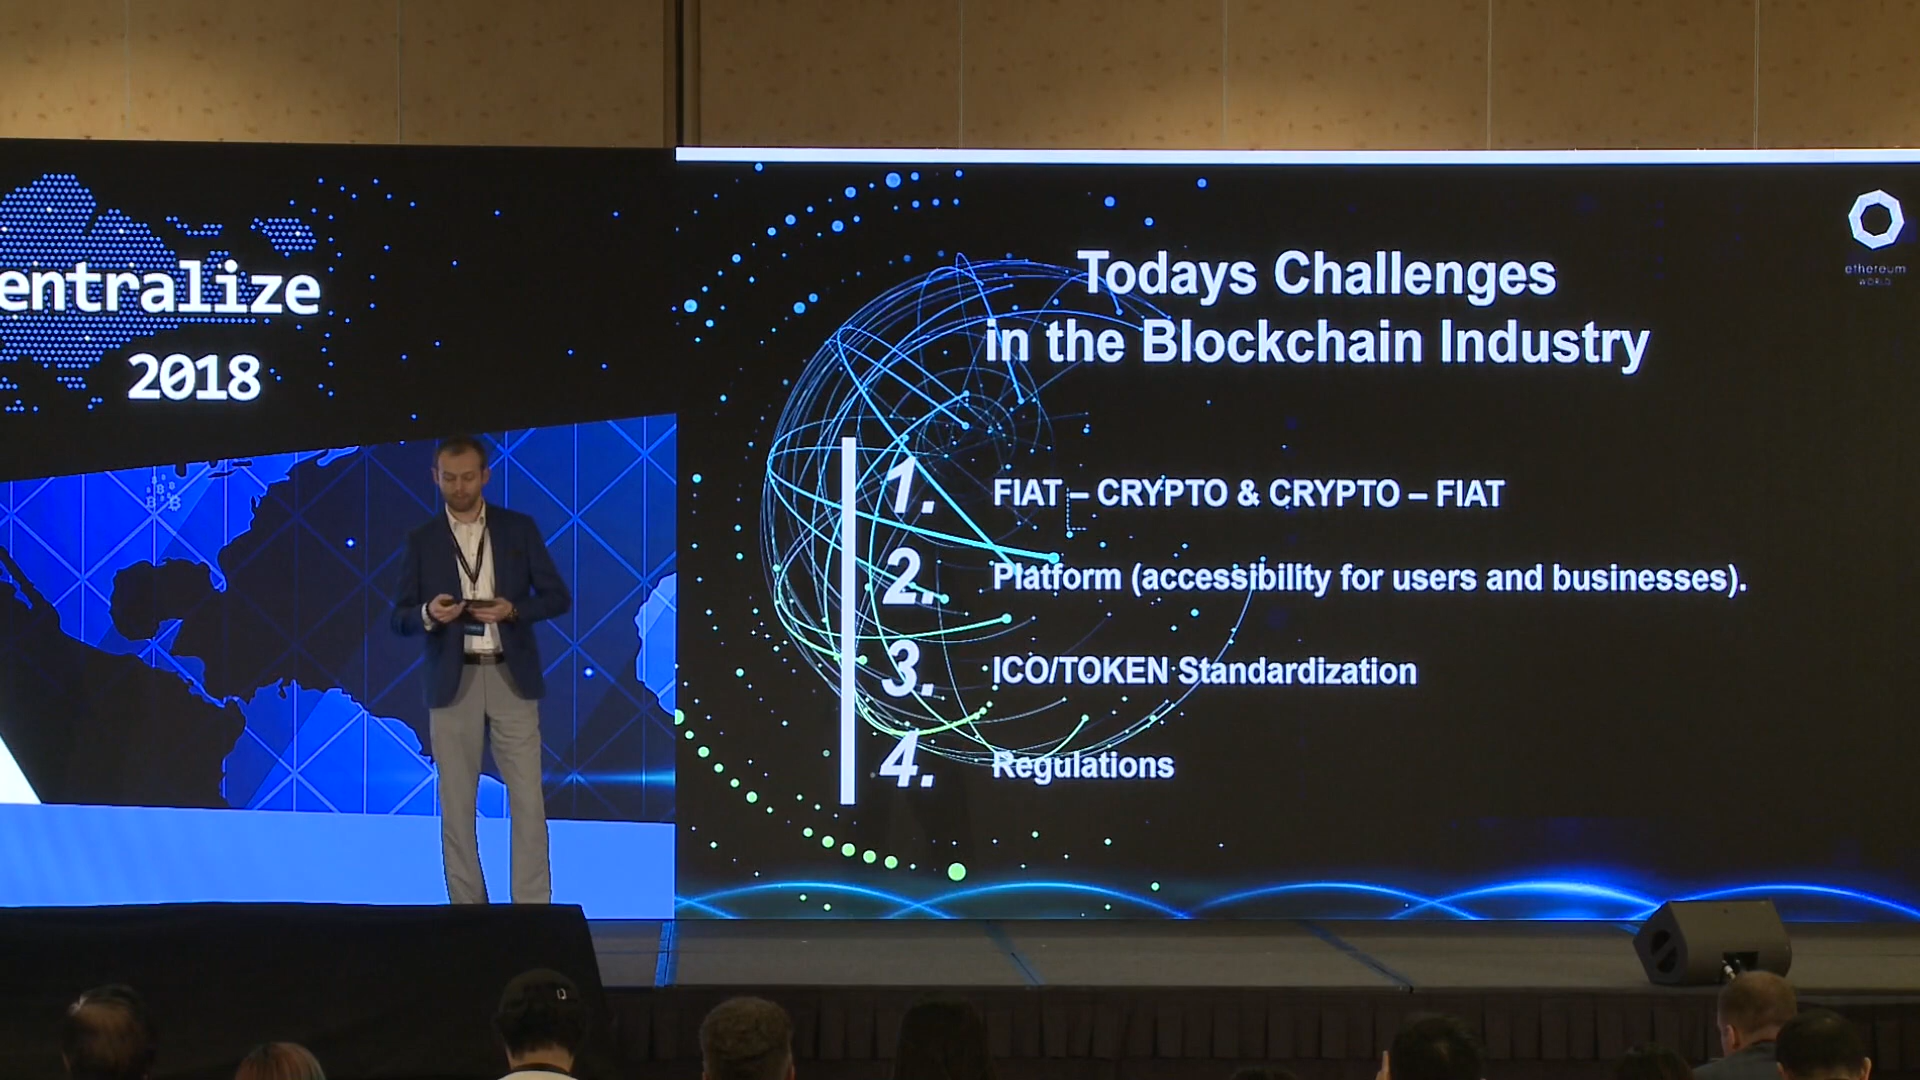 entralize
2018
Todays Challenges
in the Blockchain Industry
1. FIAT – CRYPTO & CRYPTO – FIAT
2. Platform (accessibility for users and businesses).
3. ICO/TOKEN Standardization
4. Regulations
ethereum
WORLD